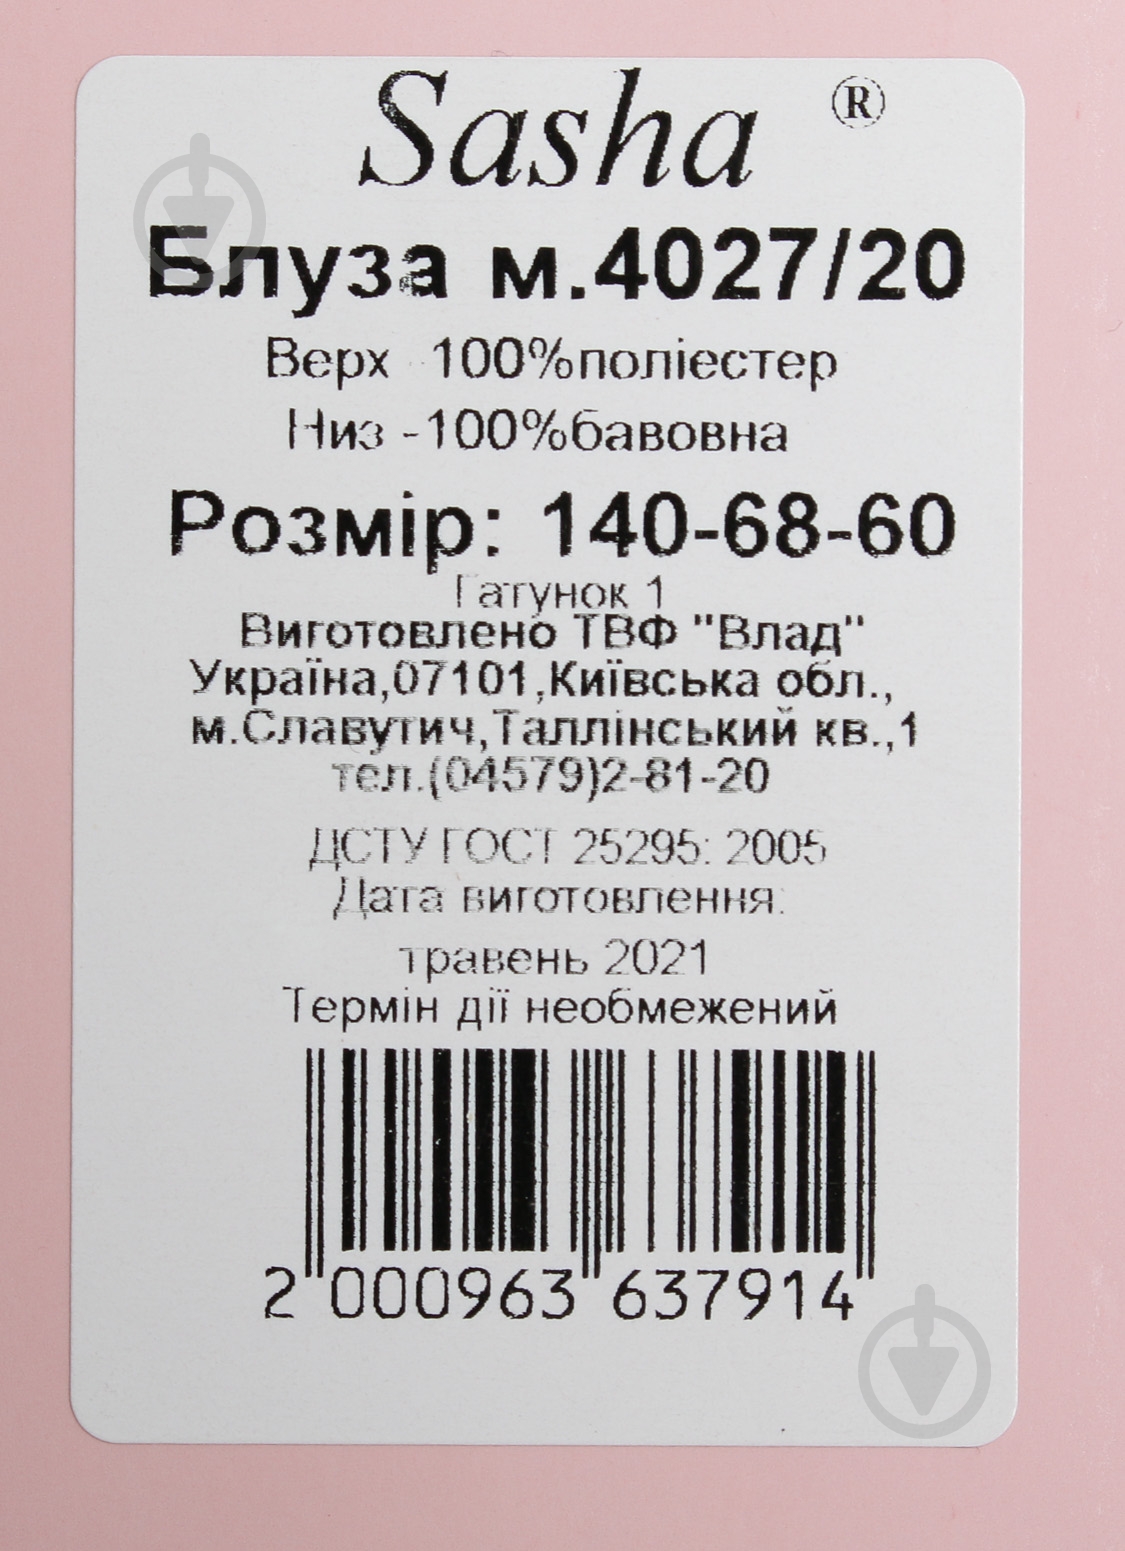 Sasha ®
Блуза м.4027/20
Верх -100%поліестер
Низ -100%бавовна
Розмір: 140-68-60
Гатунок 1
Виготовлено ТВФ "Влад"
Україна,07101,Київська обл.,
м.Славутич,Таллінський кв.,1
тел.(04579)2-81-20
ДСТУ ГОСТ 25295: 2005
Дата виготовлення:
травень 2021
Термін дії необмежений
2 000963 637914